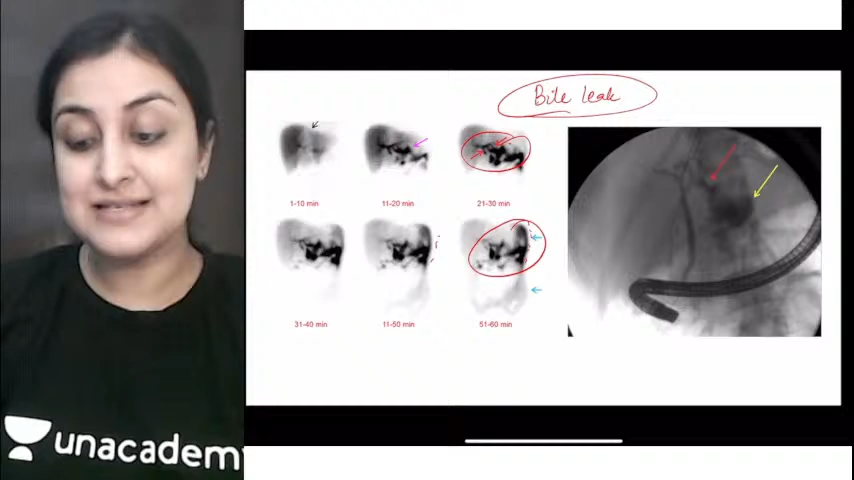 Bile leak
1-10 min
11-20 min
21-30 min
31-40 min
11-50 min
51-60 min
unacadem